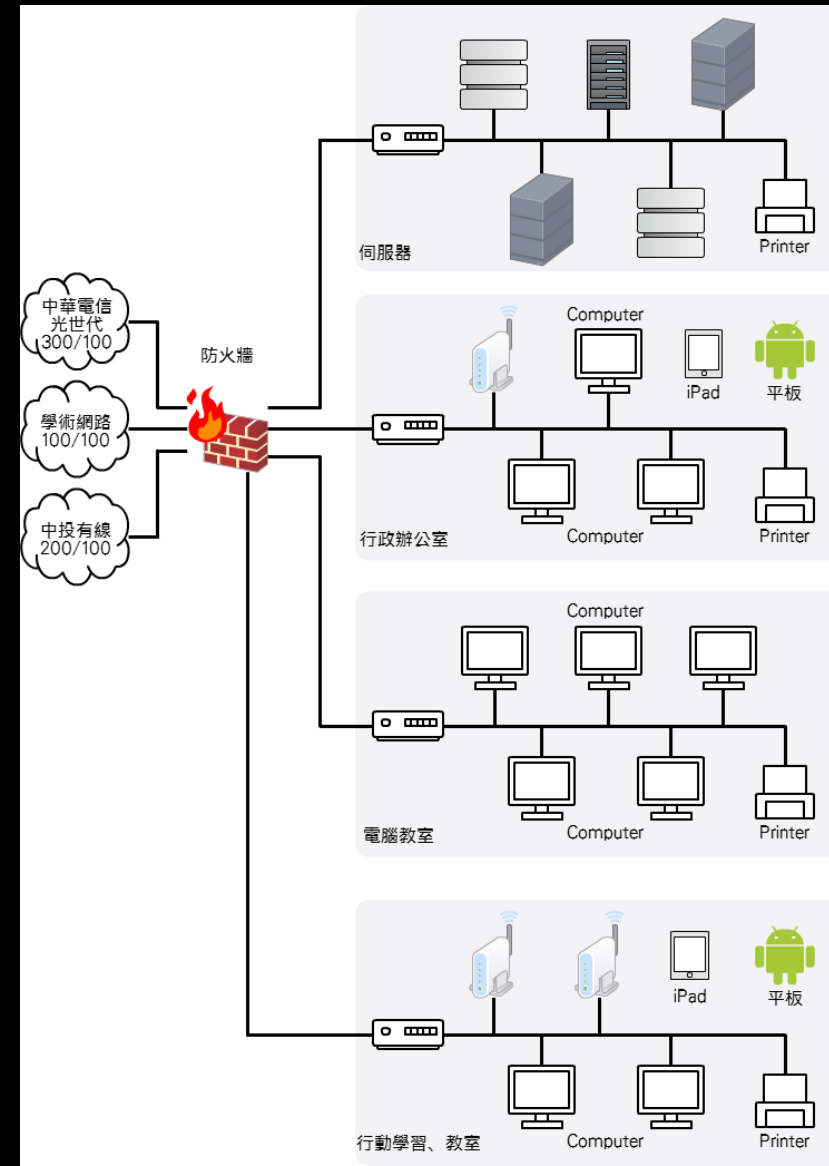 Printer
伺服器
中華電信
光世代
300/100
防火牆
學術網路
100/100
中投有線
200/100
Computer
iPad
平板
行政辦公室
Computer
Printer
Computer
電腦教室
Computer
Printer
iPad
平板
行動學習、教室
Computer
Printer